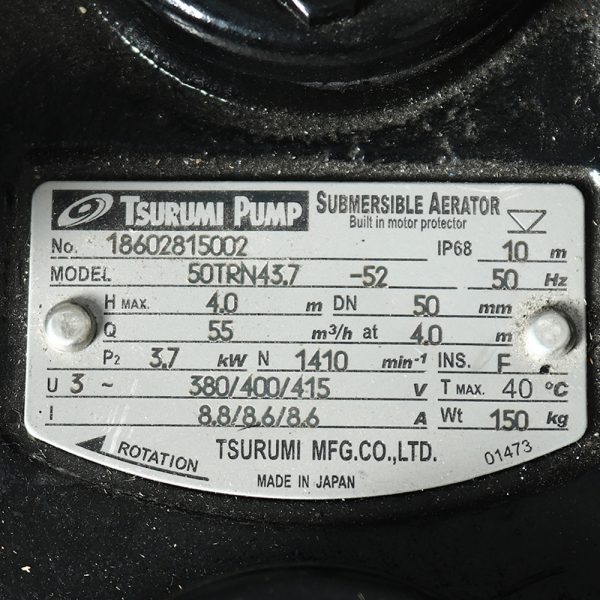 TSURUMI PUMP SUBMERSIBLE AERATOR
Built in motor protector
No. 18602815002 IP68 10 m
MODEL 50TRN43.7 -52 50 Hz
H MAX. 4.0 m DN 50 mm
Q 55 m³/h at 4.0 m
P₂ 3.7 kW N 1410 min⁻¹ INS. F
U 3 ~ 380/400/415 V T MAX. 40 °C
I 8.8/8.6/8.6 A Wt 150 kg
ROTATION TSURUMI MFG.CO.,LTD. 01473
MADE IN JAPAN